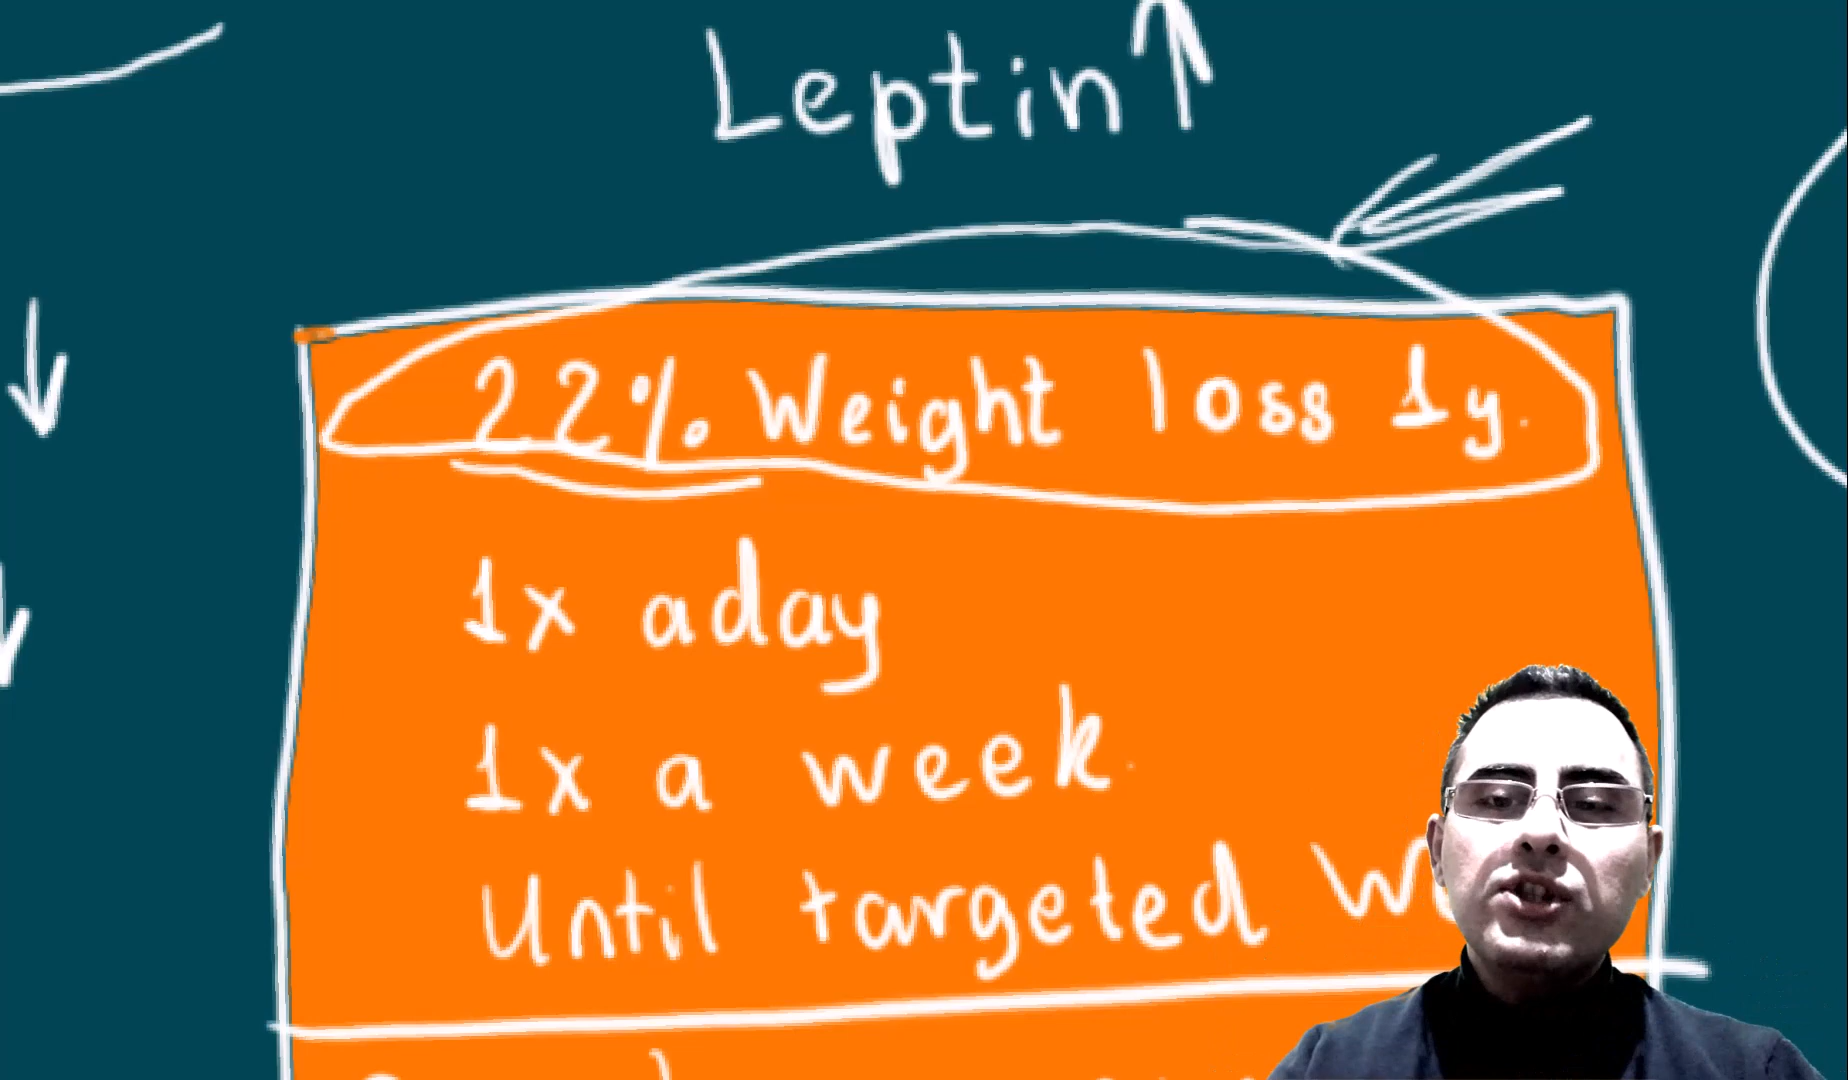 Leptin↑
22% Weight loss 1y.
1x aday
1x a week.
Until targeted